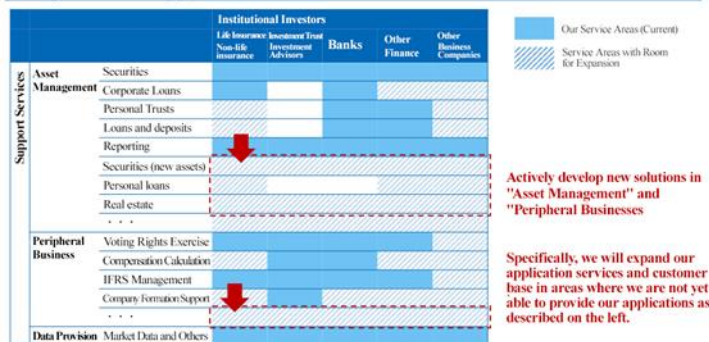 Institutional Investors
Life Insurance Investment Trust Banks Other Other
Non-life Investment Finance Business
insurance Advisors Companies
Our Service Areas (Current)
Service Areas with Room
for Expansion
Support Services
Asset Securities
Management Corporate Loans
Personal Trusts
Loans and deposits
Reporting
Securities (new assets)
Personal loans
Real estate
. . .
Actively develop new solutions in
"Asset Management" and
"Peripheral Businesses
Peripheral Voting Rights Exercise
Business Compensation Calculation
IFRS Management
Company Formation Support
. . .
Specifically, we will expand our
application services and customer
base in areas where we are not yet
able to provide our applications as
described on the left.
Data Provision Market Data and Others